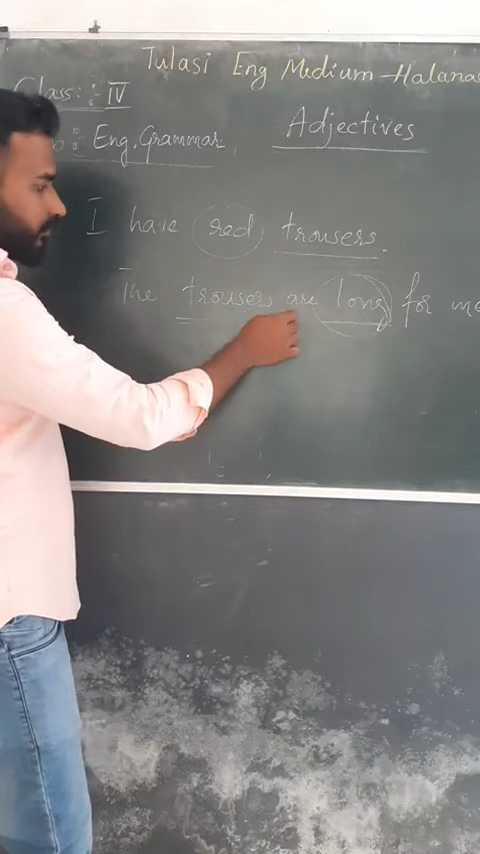 Tulasi Eng Medium - Halana
Class: IV
Eng. Grammar
Adjectives
I have red trousers.
The trousers are long for me